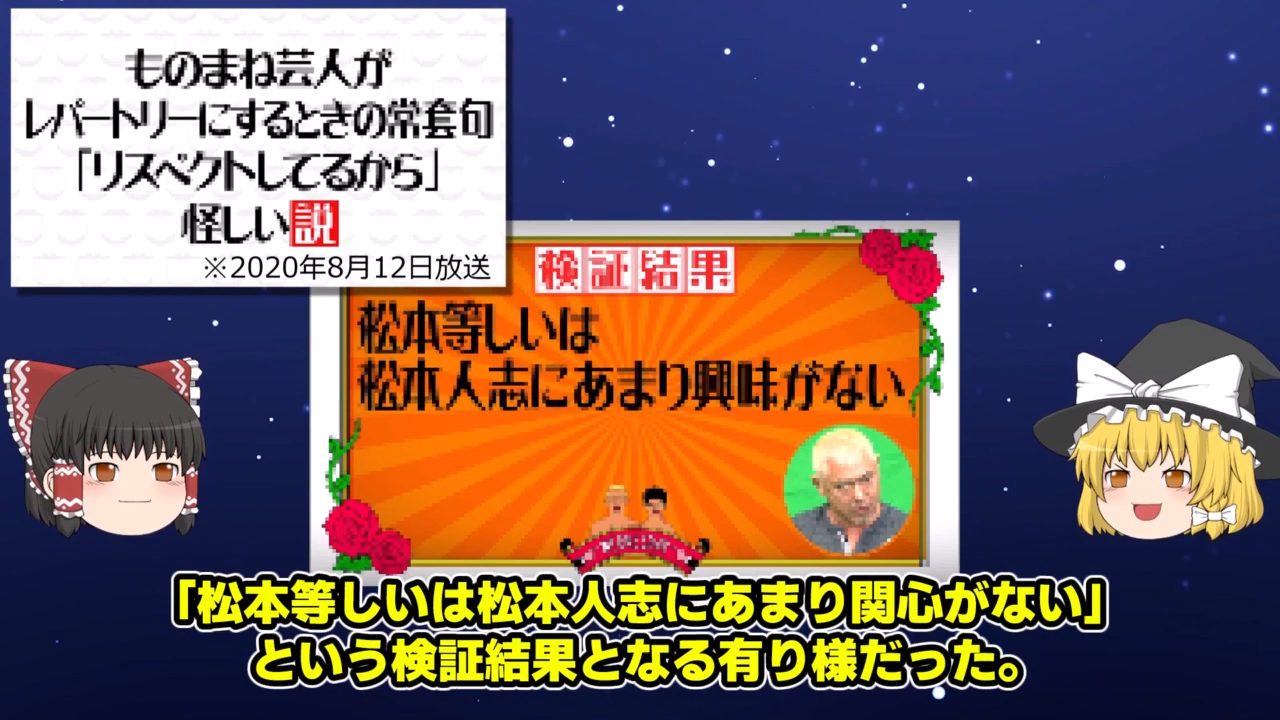 ものまね芸人が
レパートリーにするときの常套句
「リスペクトしてるから」
怪しい説
※2020年8月12日放送
検証結果
松本等しいは
松本人志にあまり興味がない
「松本等しいは松本人志にあまり関心がない」
という検証結果となる有り様だった。